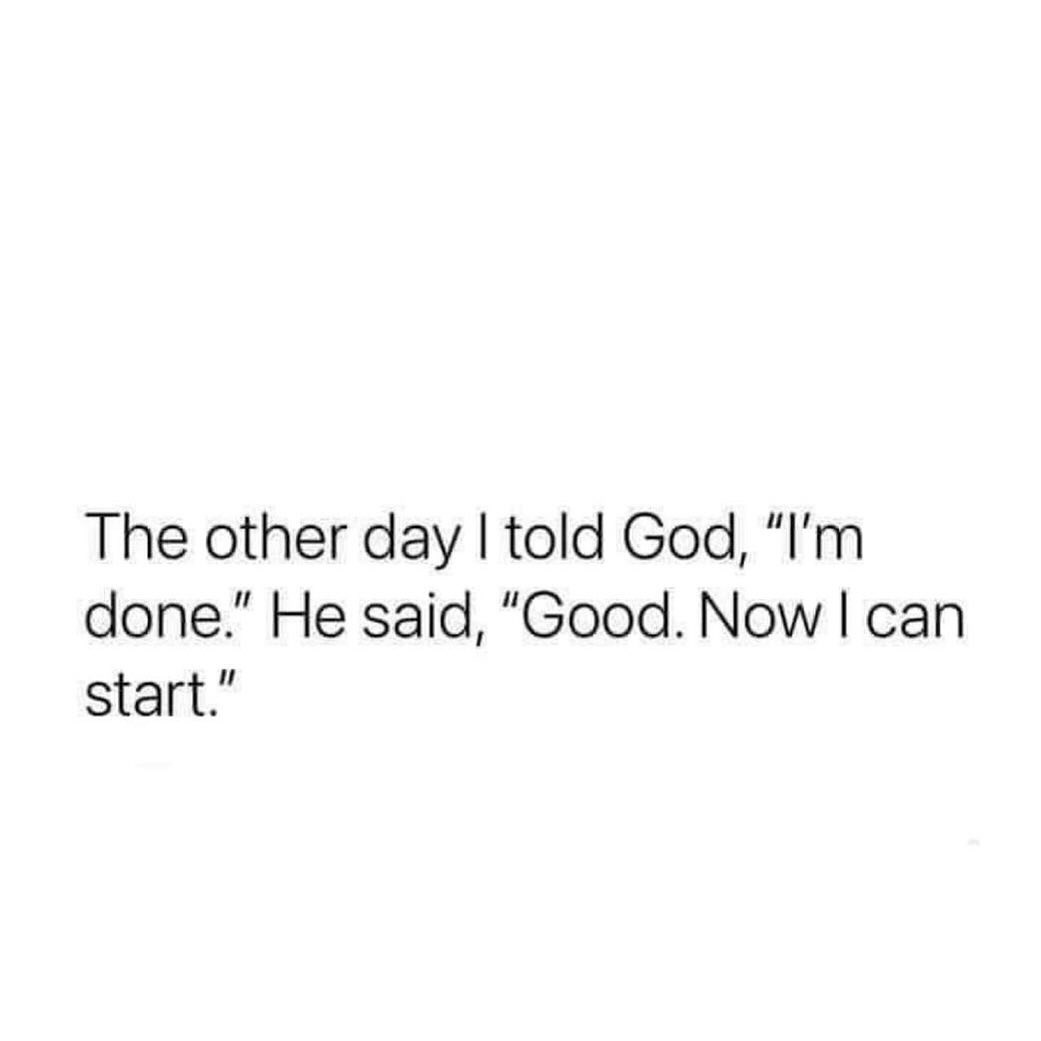 The other day I told God, “I'm
done.” He said, “Good. Now I can
start.”